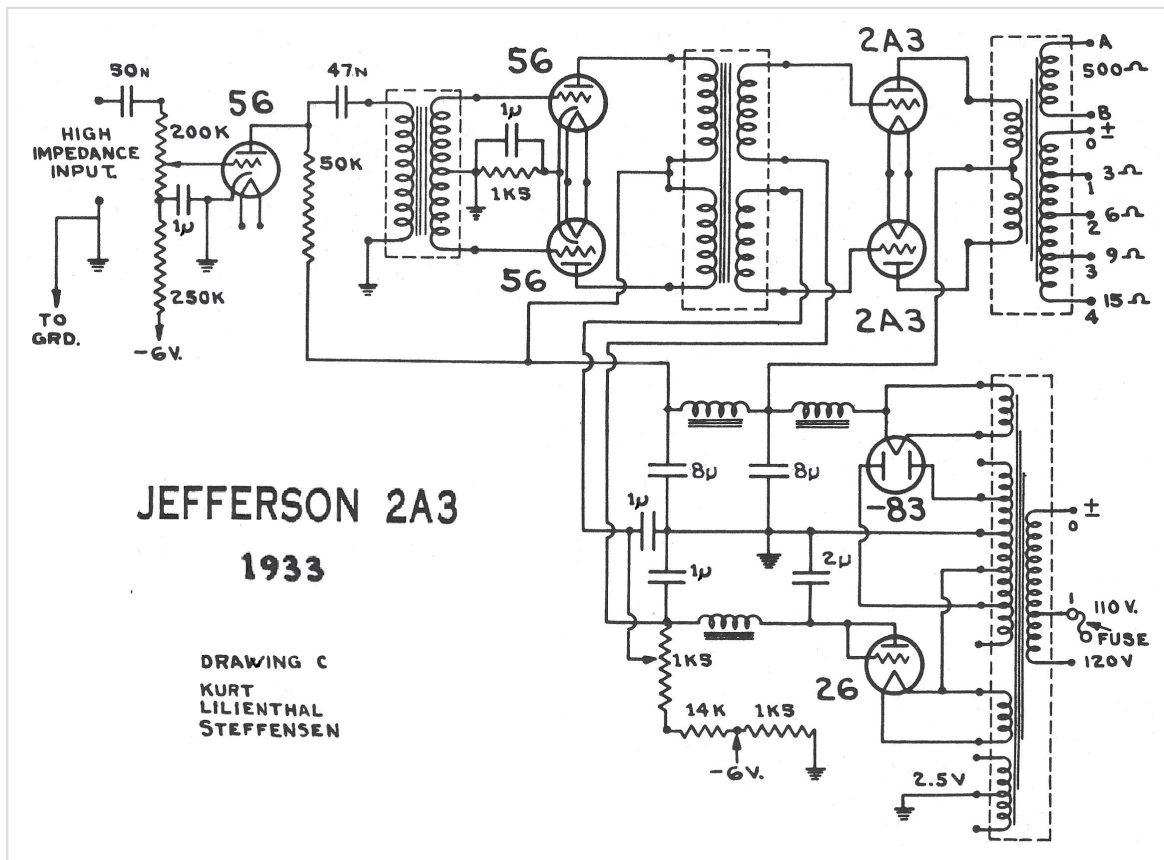 50N
HIGH
IMPEDANCE
INPUT.
TO
GRD.
200K
1μ
250K
-6V.
56
50K
47N
56
1μ
1K5
56
2A3
2A3
A
500Ω
B
±
0
3Ω
1
6Ω
2
9Ω
3
15Ω
4
8μ
8μ
-83
1μ
1μ
2μ
1K5
26
14K
1K5
-6V.
2.5V
±
0
1
110V.
FUSE
120V
JEFFERSON 2A3
1933
DRAWING C
KURT
LILIENTHAL
STEFFENSEN